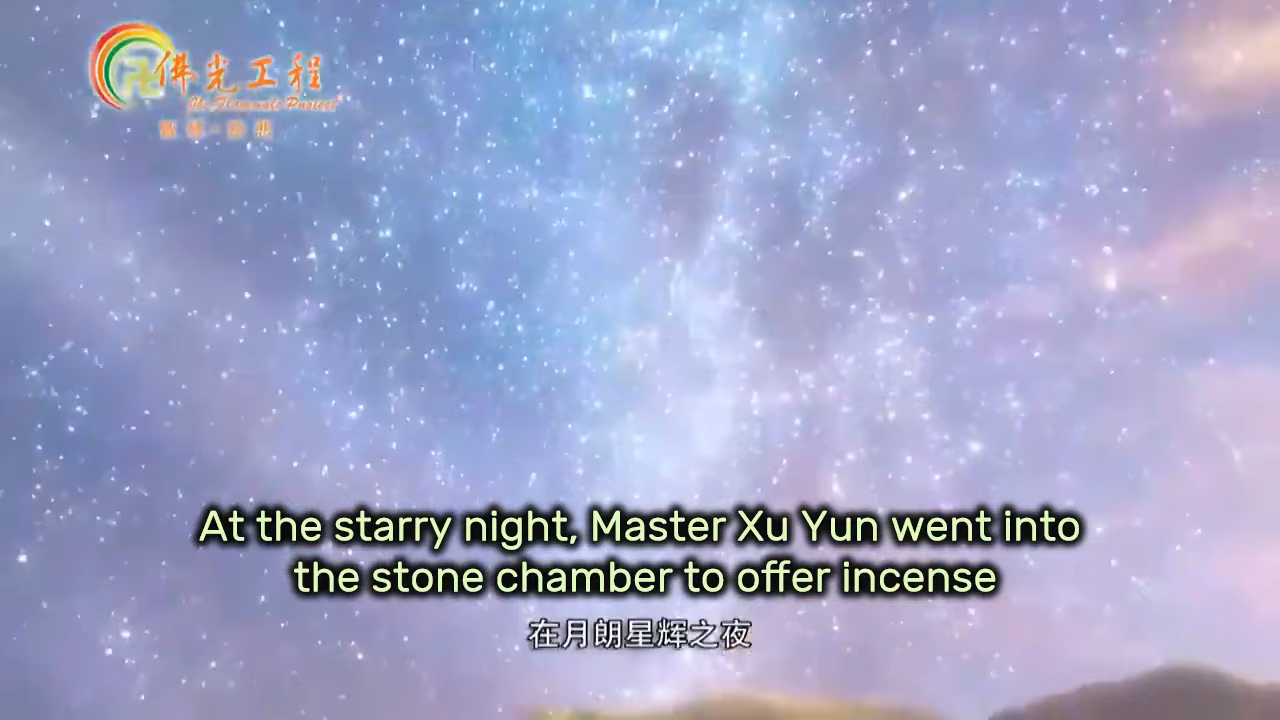 佛光工程
At the starry night, Master Xu Yun went into
the stone chamber to offer incense
在月朗星辉之夜